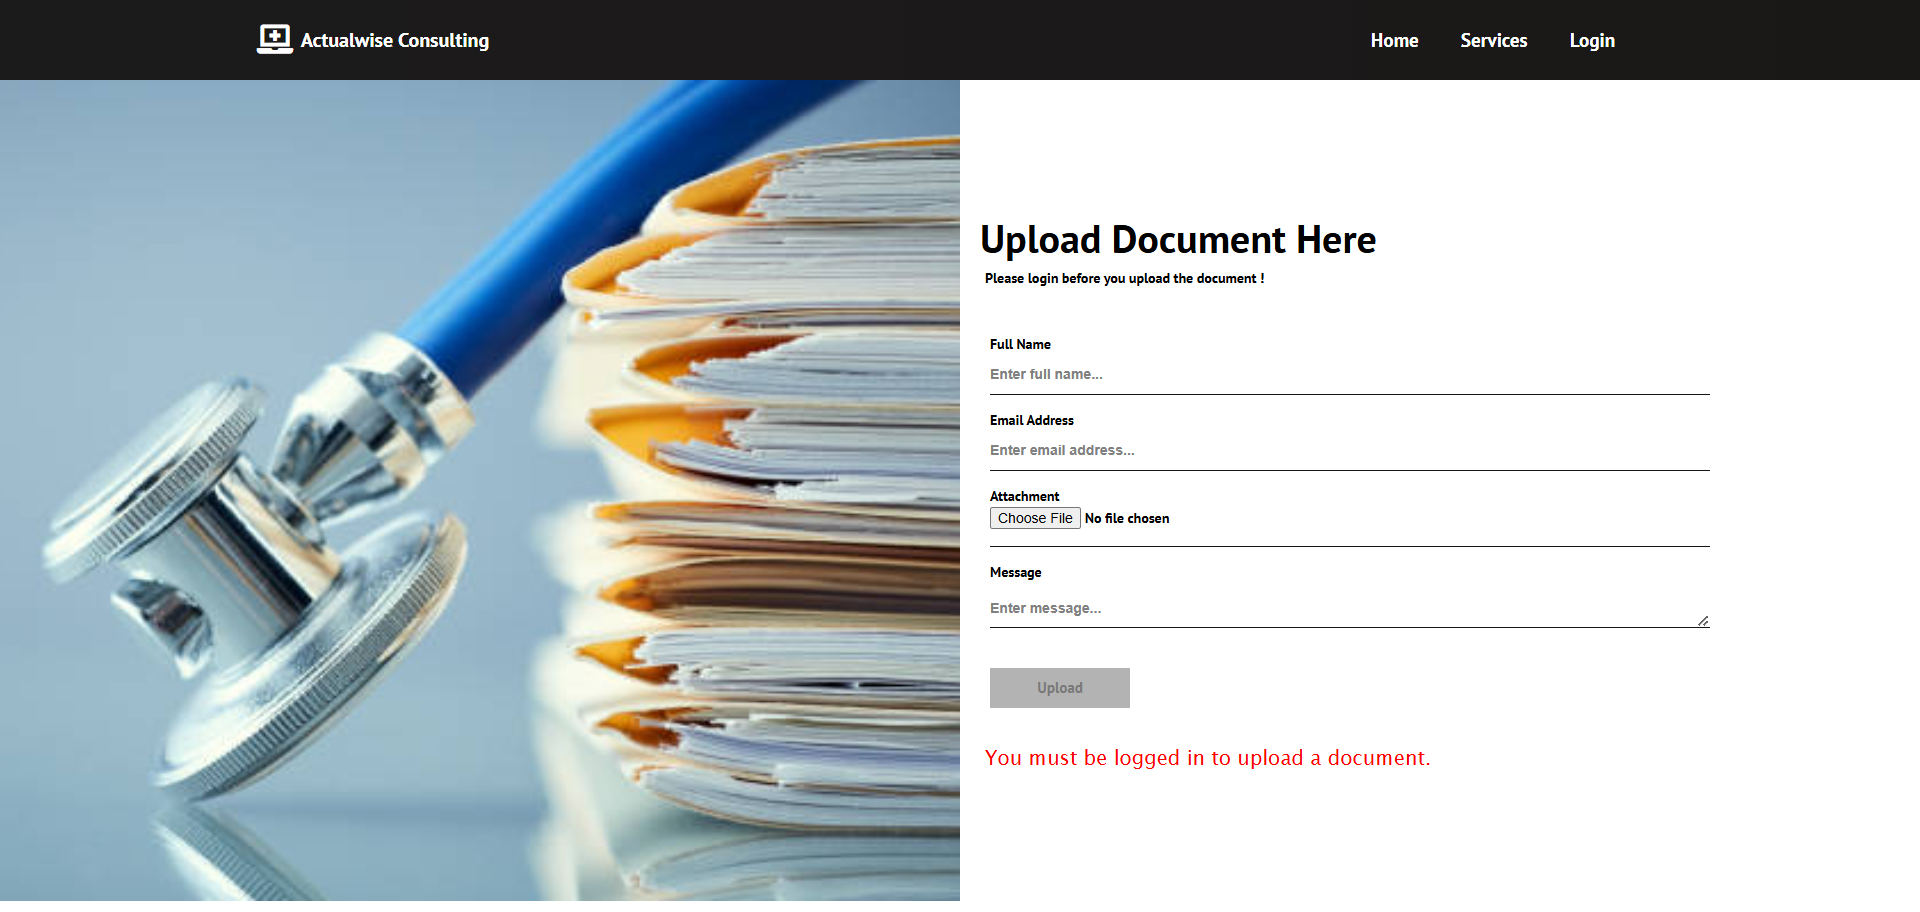 Actualwise Consulting
Home Services Login
Upload Document Here
Please login before you upload the document !
Full Name
Enter full name...
Email Address
Enter email address...
Attachment
Choose File No file chosen
Message
Enter message...
Upload
You must be logged in to upload a document.